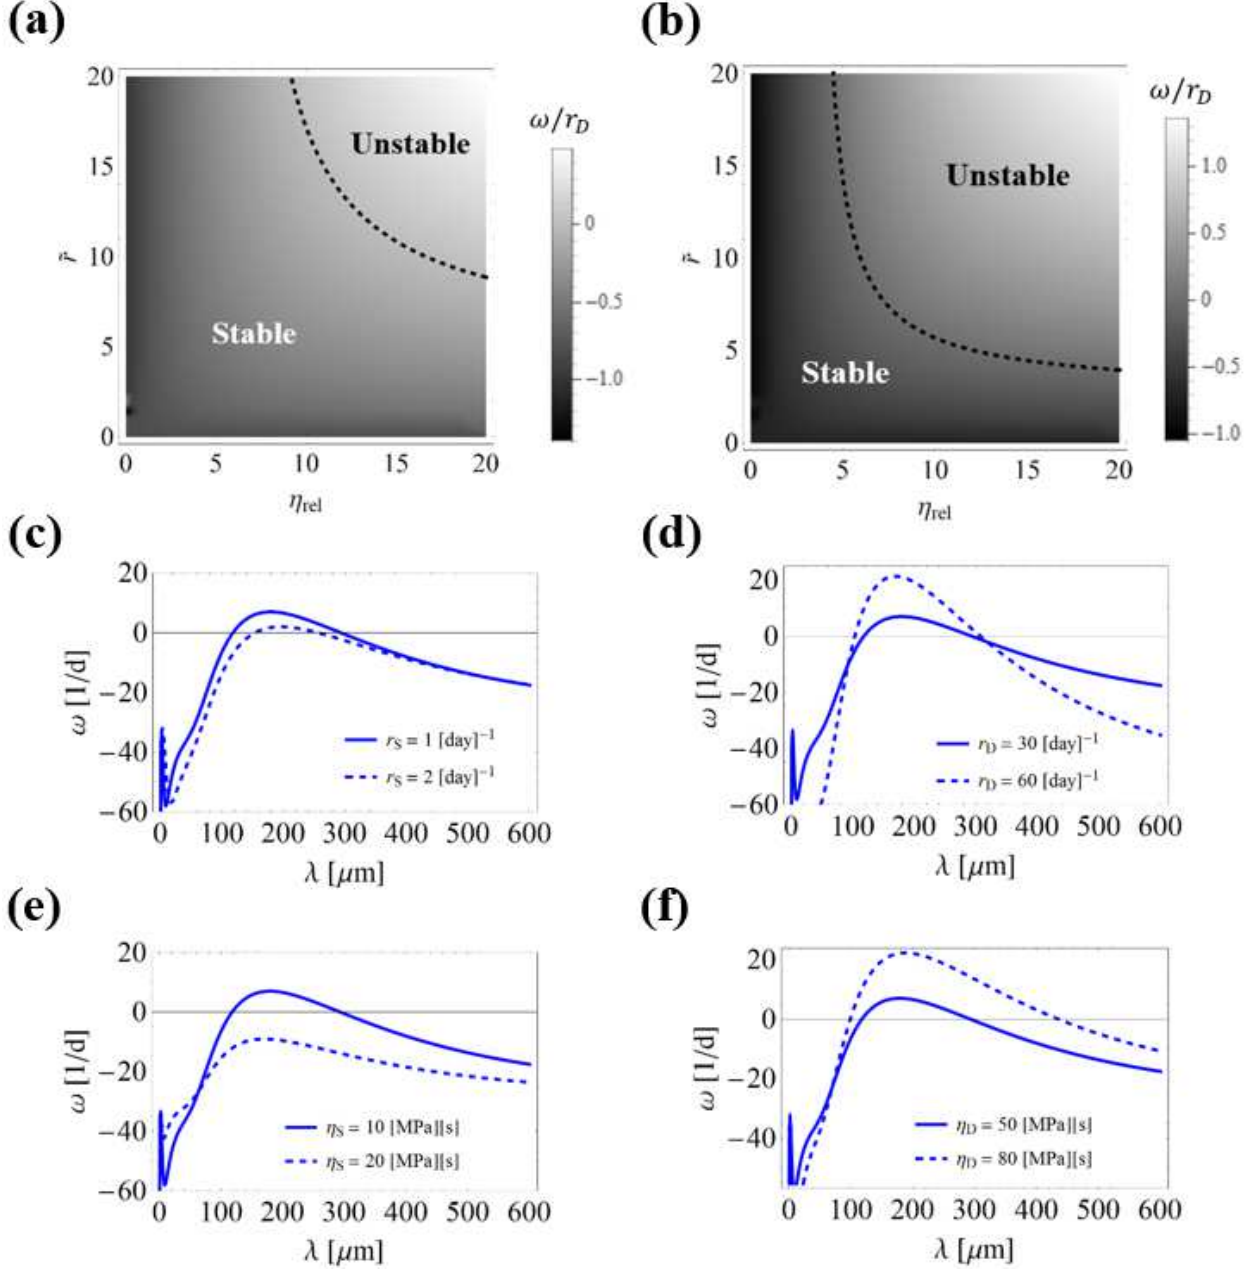 (a)
20
15
10
5
0
r̃
0 5 10 15 20
η_rel
Unstable
Stable
ω/r_D
0
−0.5
−1.0
(b)
20
15
10
5
0
r̃
0 5 10 15 20
η_rel
Unstable
Stable
ω/r_D
1.0
0.5
0
−0.5
−1.0
(c)
20
0
−20
−40
−60
ω [1/d]
r_S = 1 [day]⁻¹
r_S = 2 [day]⁻¹
0 100 200 300 400 500 600
λ [μm]
(d)
20
0
−20
−40
−60
ω [1/d]
r_D = 30 [day]⁻¹
r_D = 60 [day]⁻¹
0 100 200 300 400 500 600
λ [μm]
(e)
20
0
−20
−40
−60
ω [1/d]
η_S = 10 [MPa][s]
η_S = 20 [MPa][s]
0 100 200 300 400 500 600
λ [μm]
(f)
20
0
−20
−40
ω [1/d]
η_D = 50 [MPa][s]
η_D = 80 [MPa][s]
0 100 200 300 400 500 600
λ [μm]